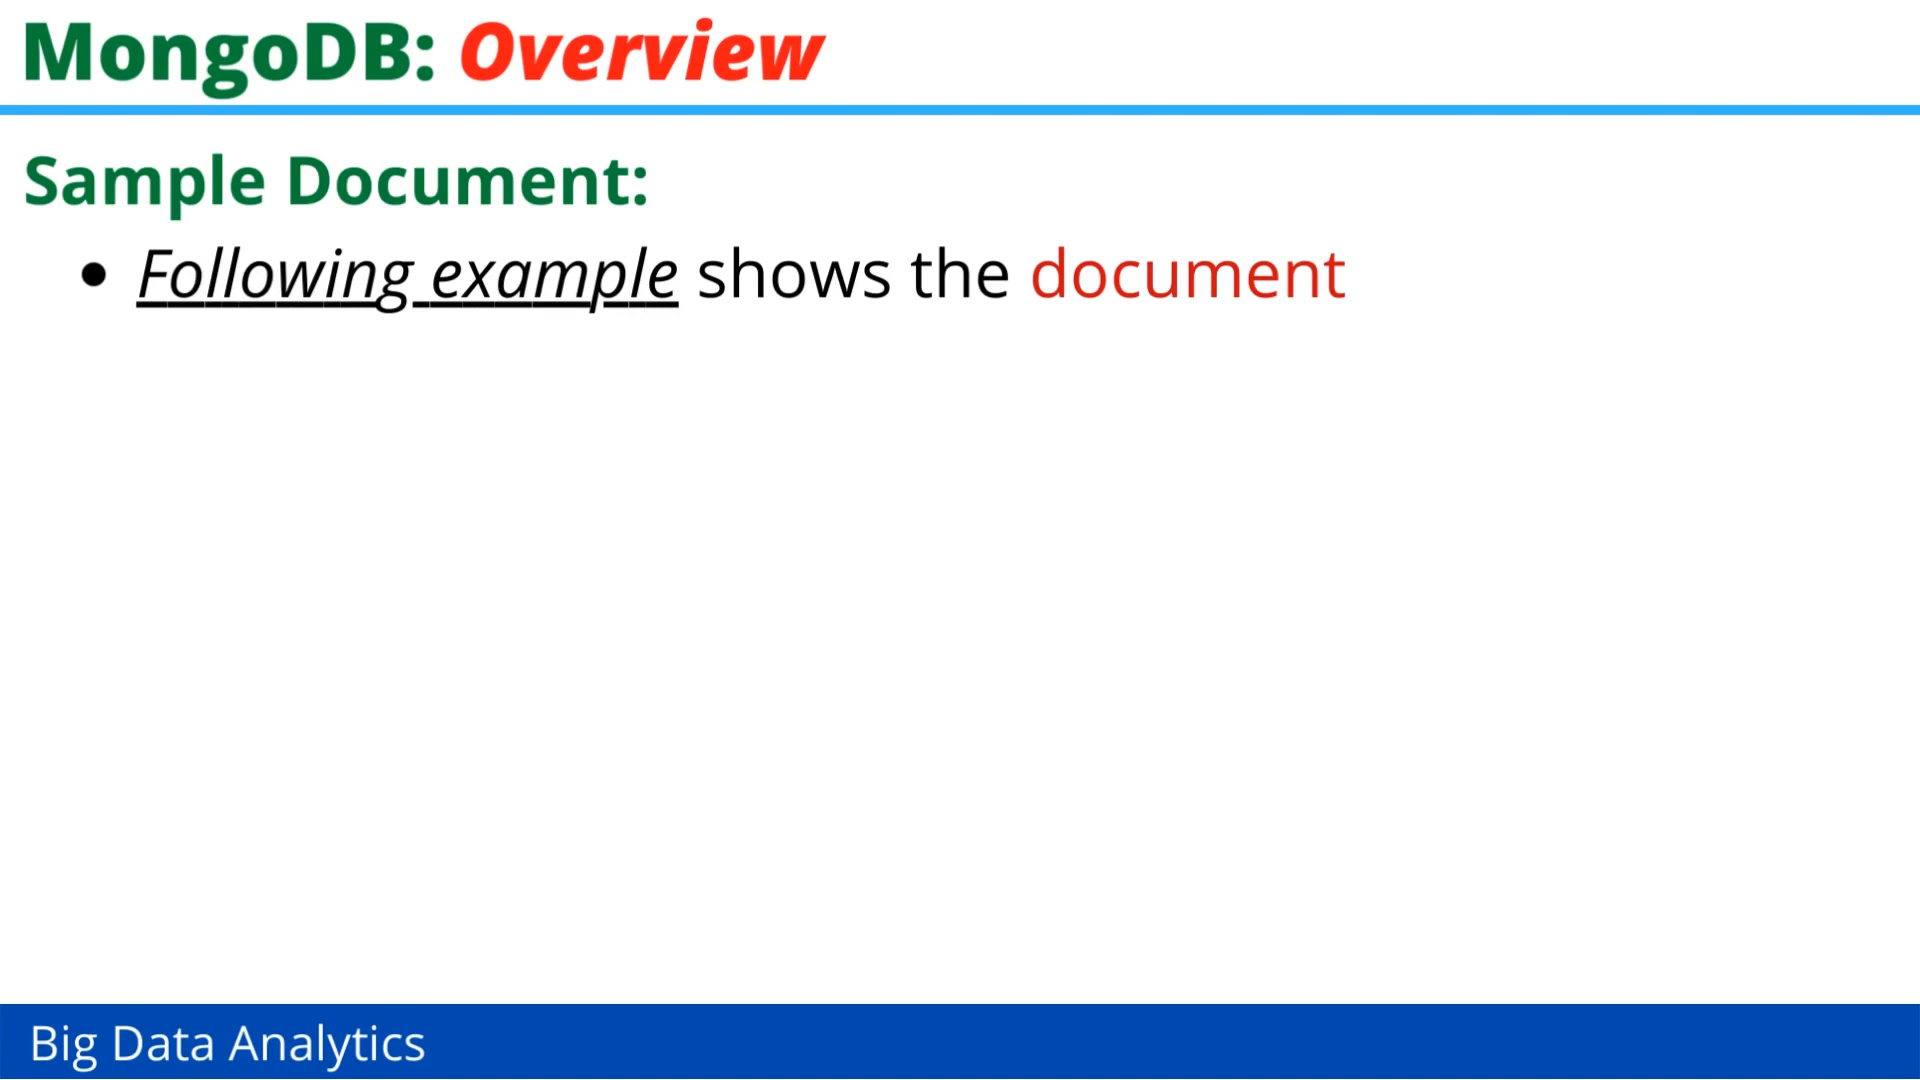 MongoDB: Overview
Sample Document:
• Following example shows the document
Big Data Analytics